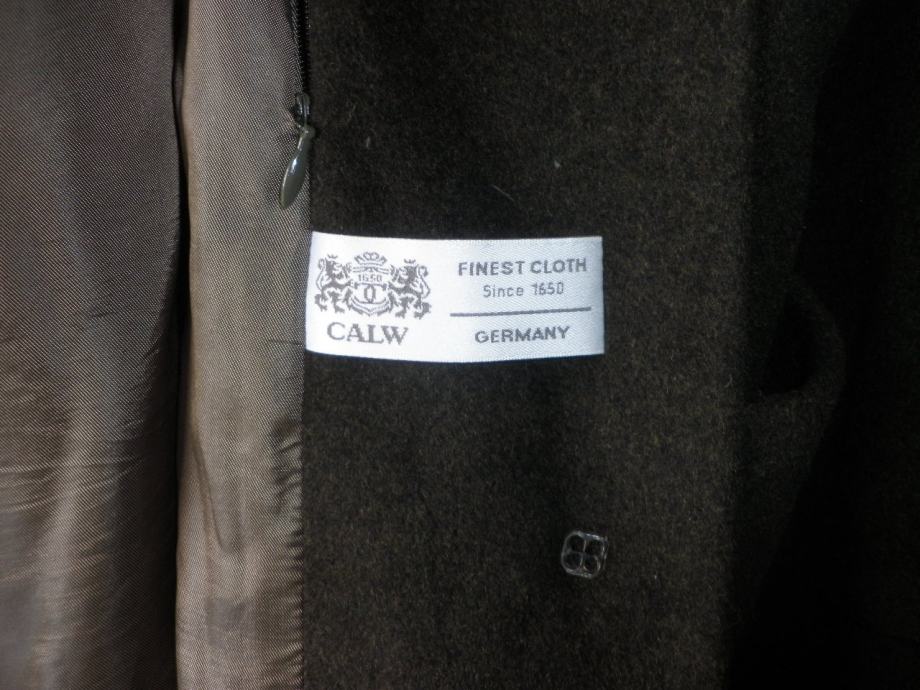 1650
CALW
FINEST CLOTH
Since 1650
GERMANY